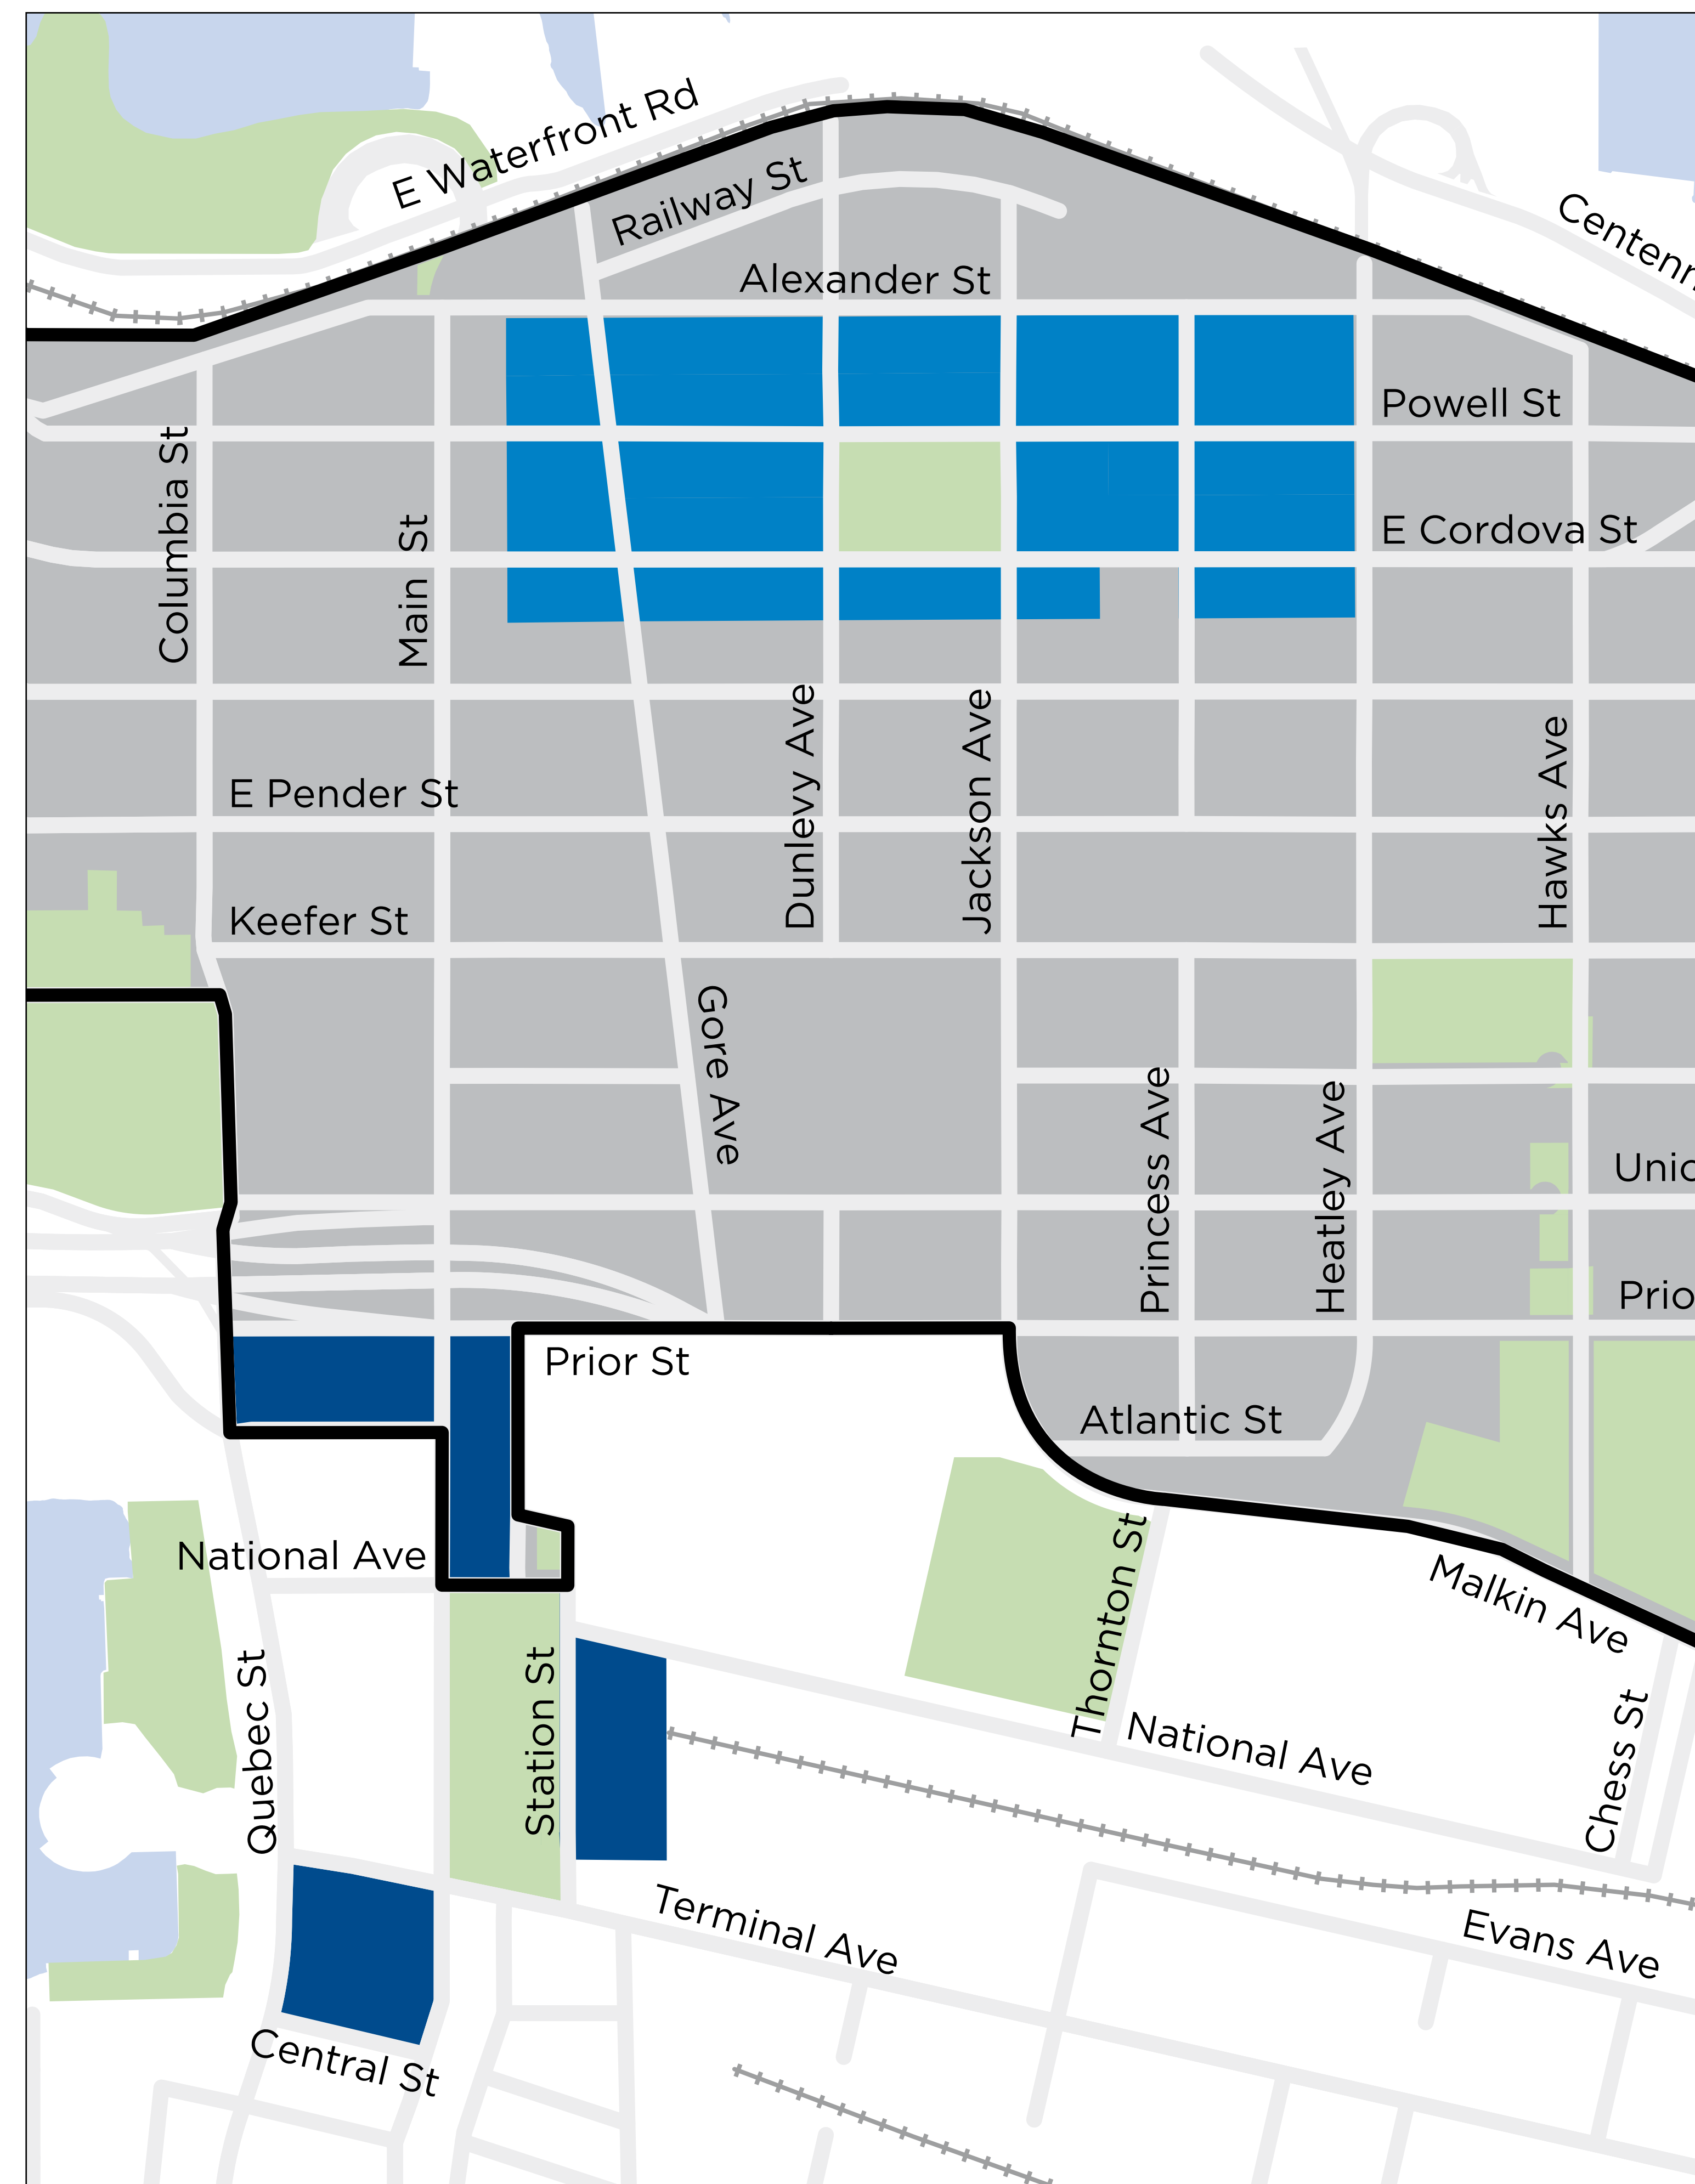 E Waterfront Rd
Railway St
Centenn
Alexander St
Powell St
Columbia St
Main St
E Cordova St
Dunlevy Ave
Jackson Ave
Hawks Ave
E Pender St
Keefer St
Gore Ave
Princess Ave
Heatley Ave
Unio
Prio
Prior St
Atlantic St
National Ave
Thornton St
Malkin Ave
Quebec St
Station St
National Ave
Chess St
Terminal Ave
Evans Ave
Central St